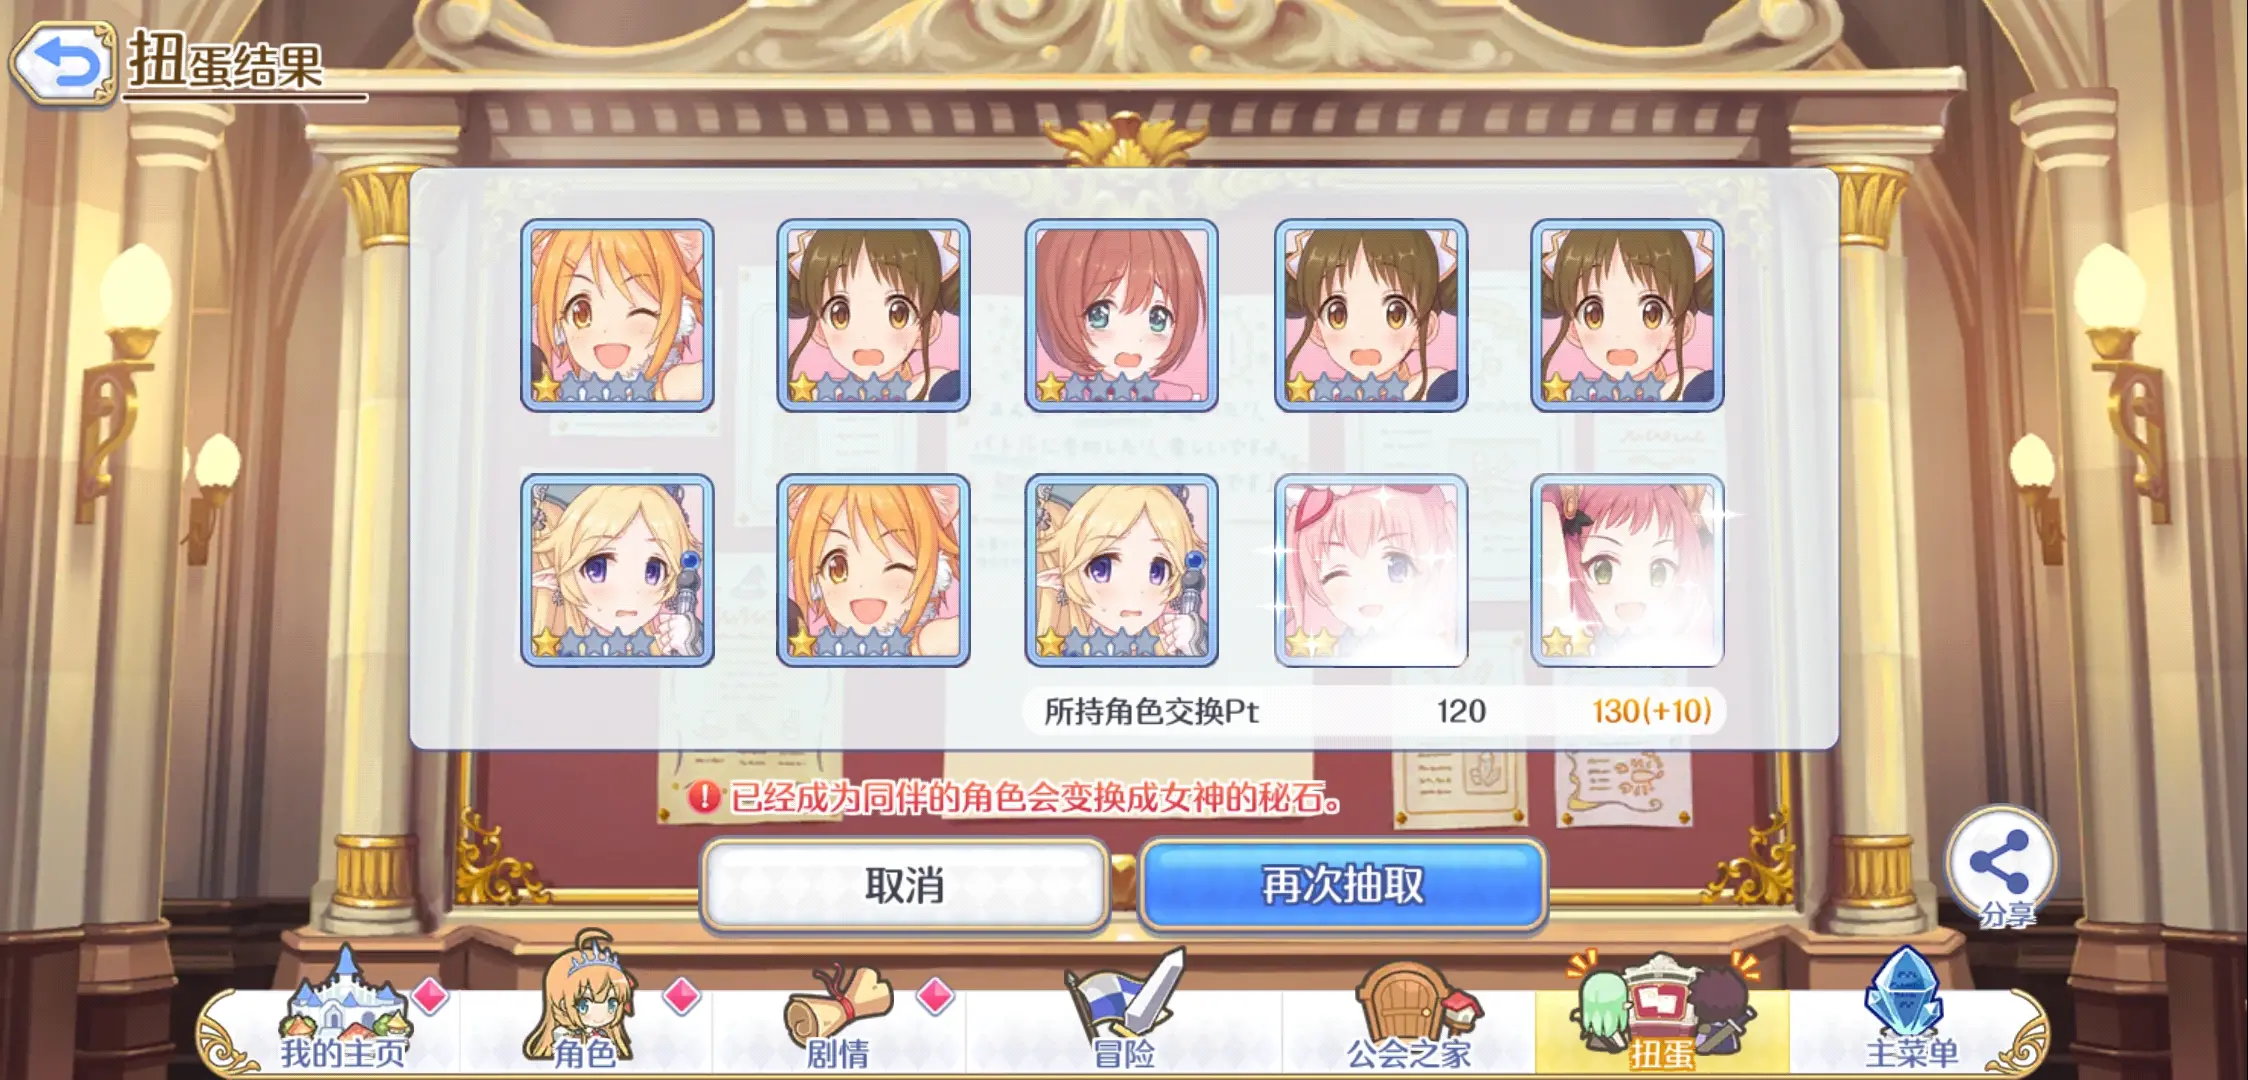 扭蛋结果
所持角色交换Pt 120 130(+10)
已经成为同伴的角色会变换成女神的秘石。
取消
再次抽取
分享
我的主页
角色
剧情
冒险
公会之家
扭蛋
主菜单